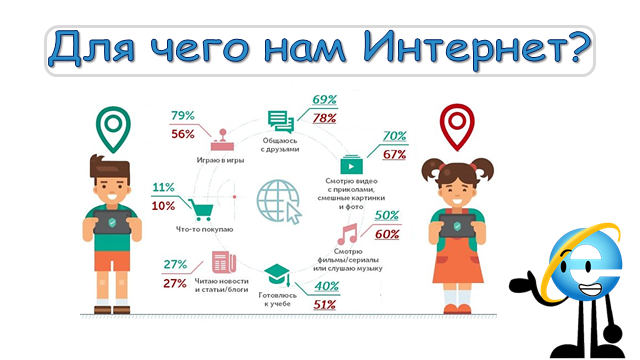 Для чего нам Интернет?
69%
78%
Общаюсь
с друзьями
79%
56%
Играю в игры
70%
67%
Смотрю видео
с приколами,
смешные картинки
и фото
11%
10%
Что-то покупаю
50%
60%
Смотрю
фильмы/сериалы
или слушаю музыку
27%
27%
Читаю новости
и статьи/блоги
40%
51%
Готовлюсь
к учебе